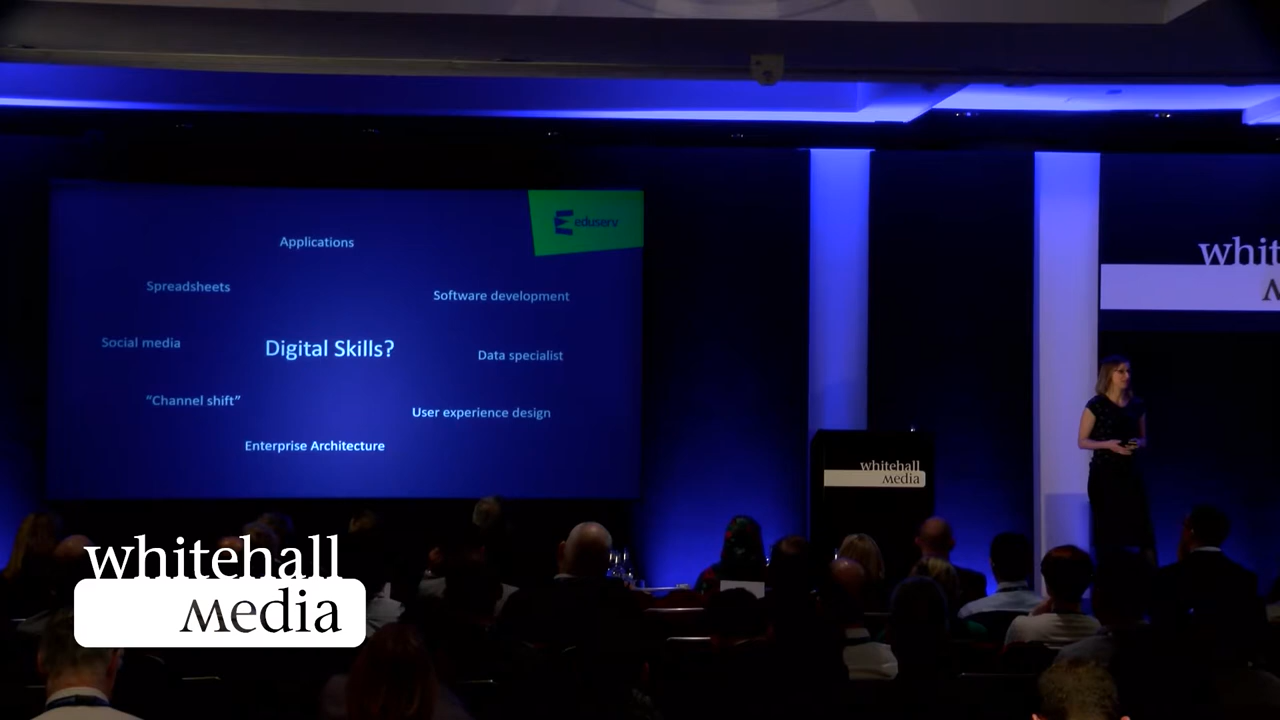 eduserv
Applications
Spreadsheets
Software development
Social media
Digital Skills?
Data specialist
“Channel shift”
User experience design
Enterprise Architecture
whit
whitehall
media
whitehall
media